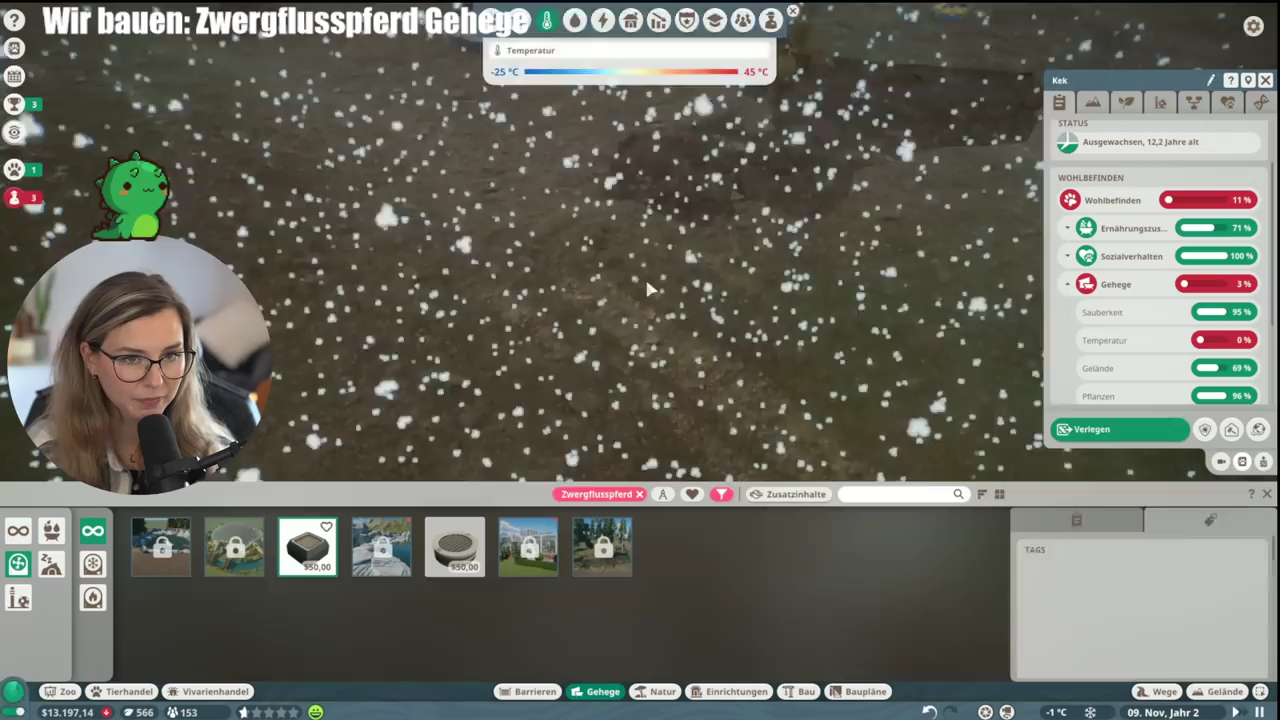 Wir bauen: Zwergflusspferd Gehege
Temperatur
-25 °C
45 °C
3
1
3
Kek
STATUS
Ausgewachsen, 12,2 Jahre alt
WOHLBEFINDEN
Wohlbefinden 11 %
Ernährungszus... 71 %
Sozialverhalten 100 %
Gehege 3 %
Sauberkeit 95 %
Temperatur 0 %
Gelände 69 %
Pflanzen 96 %
Verlegen
Zwergflusspferd
Zusatzinhalte
$50,00
$50,00
TAGS
Zoo
Tierhandel
Vivarienhandel
Barrieren
Gehege
Natur
Einrichtungen
Bau
Baupläne
Wege
Gelände
$13.197,14
566
153
-1 °C
09. Nov, Jahr 2